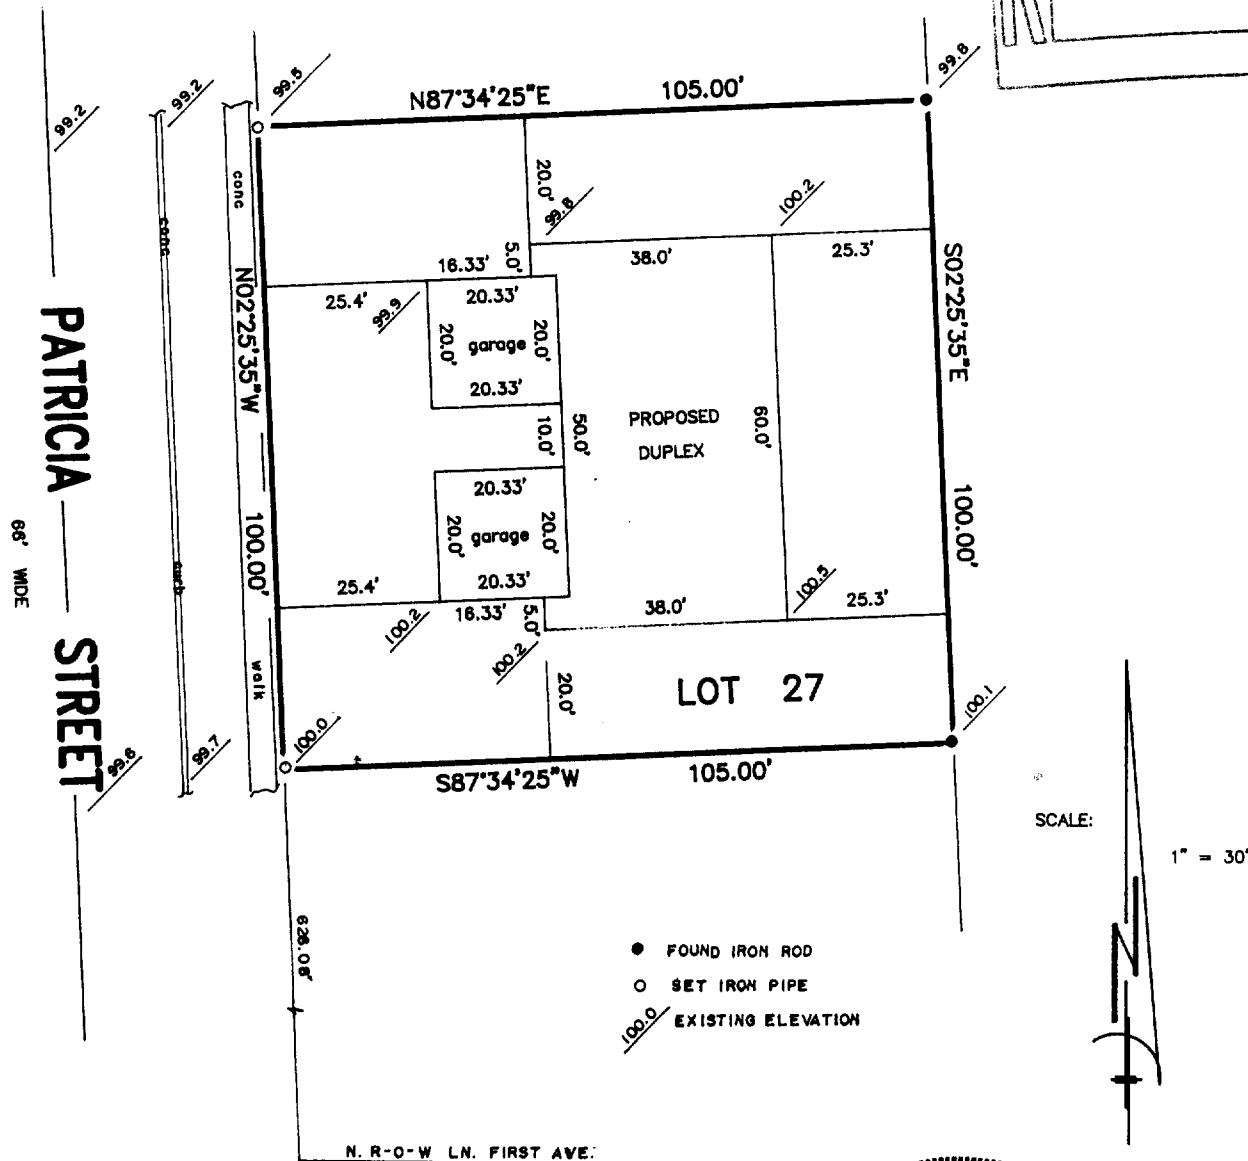 99.2
99.2
99.5
99.8
N87°34'25"E 105.00'
conc
conc
20.0'
99.8
100.2
16.33'
5.0'
38.0'
25.3'
25.4'
99.9
20.33'
20.0'
garage
20.0'
20.33'
N02°25'35"W
S02°25'35"E
PATRICIA STREET
66' WIDE
10.0'
50.0'
PROPOSED
DUPLEX
60.0'
20.33'
20.0'
garage
20.0'
20.33'
100.00'
100.00'
curb
25.4'
16.33'
5.0'
38.0'
100.5
25.3'
100.2
100.2
walk
20.0'
LOT 27
100.1
100.0
99.7
99.6
S87°34'25"W 105.00'
SCALE:
1" = 30'
626.06'
FOUND IRON ROD
SET IRON PIPE
100.0 EXISTING ELEVATION
N
N. R-O-W LN. FIRST AVE.